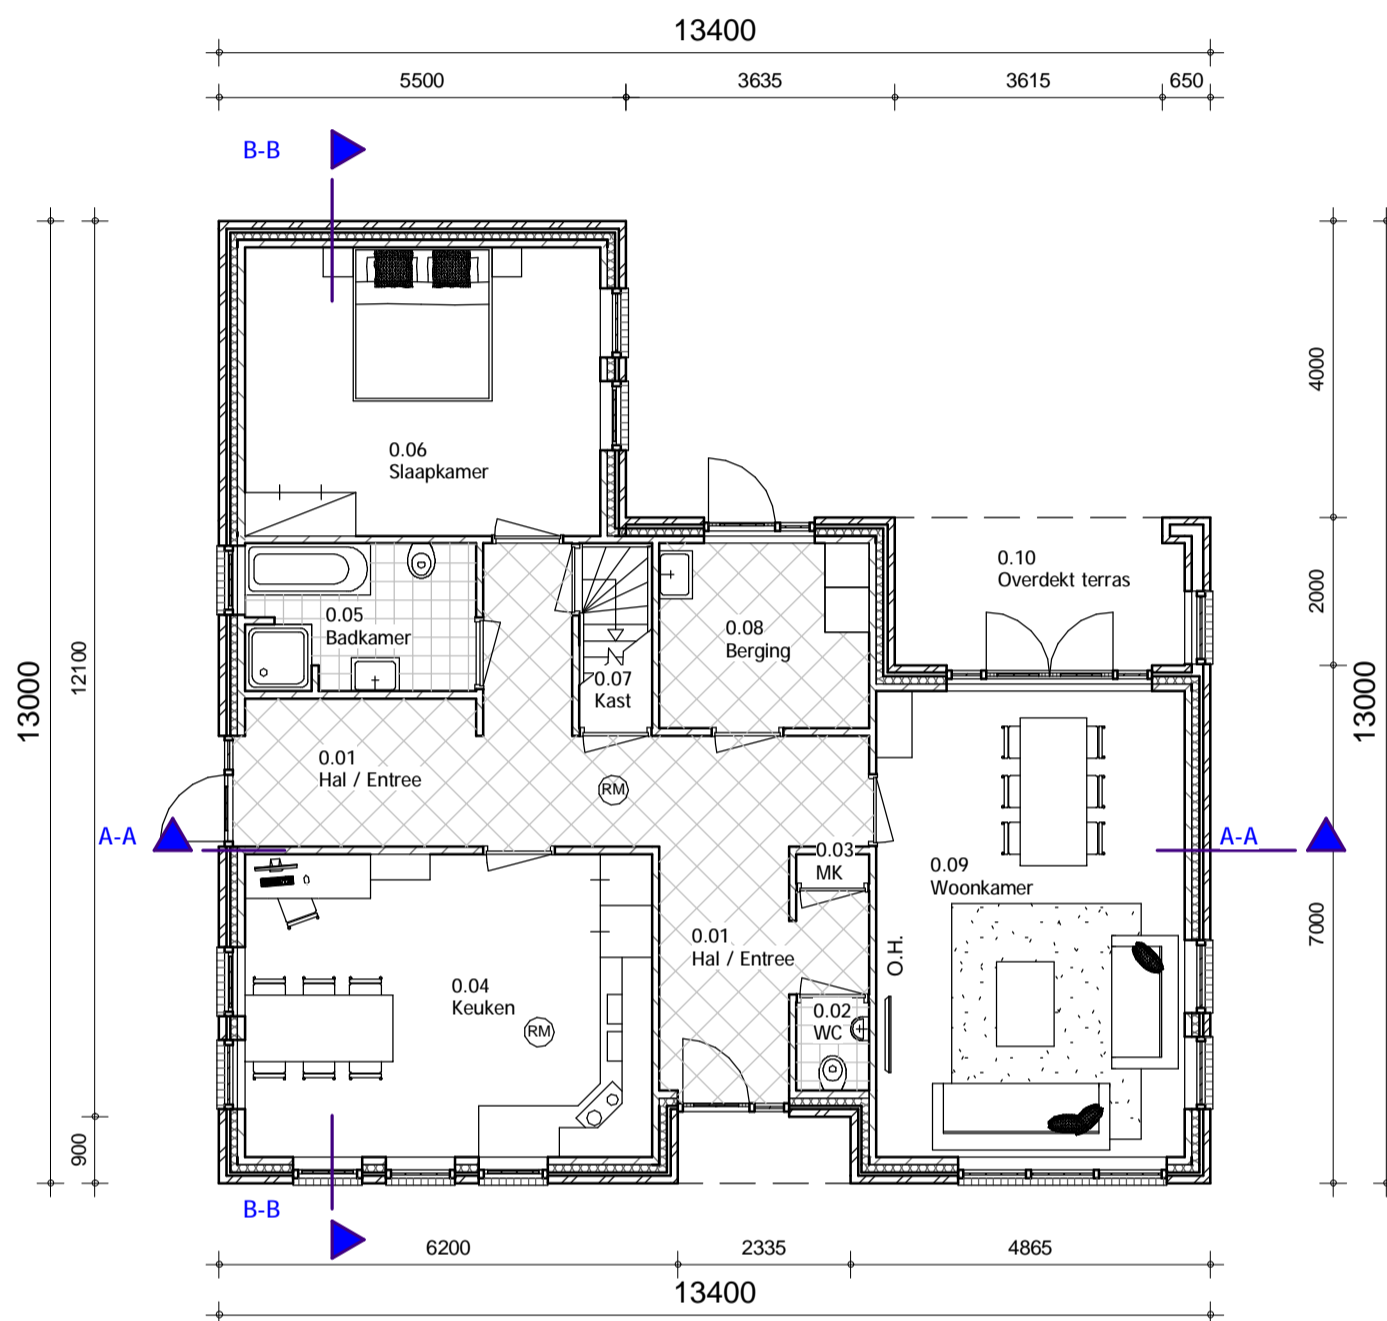 13400
5500 3635 3615 650
B-B
4000
0.06
Slaapkamer
0.10
Overdekt terras
2000
0.05
Badkamer
0.08
Berging
12100
13000
0.07
Kast
13000
0.01
Hal / Entree
RM
A-A
A-A
0.03
MK
0.09
Woonkamer
7000
0.01
Hal / Entree
O.H.
0.04
Keuken
RM
0.02
WC
900
B-B
6200 2335 4865
13400